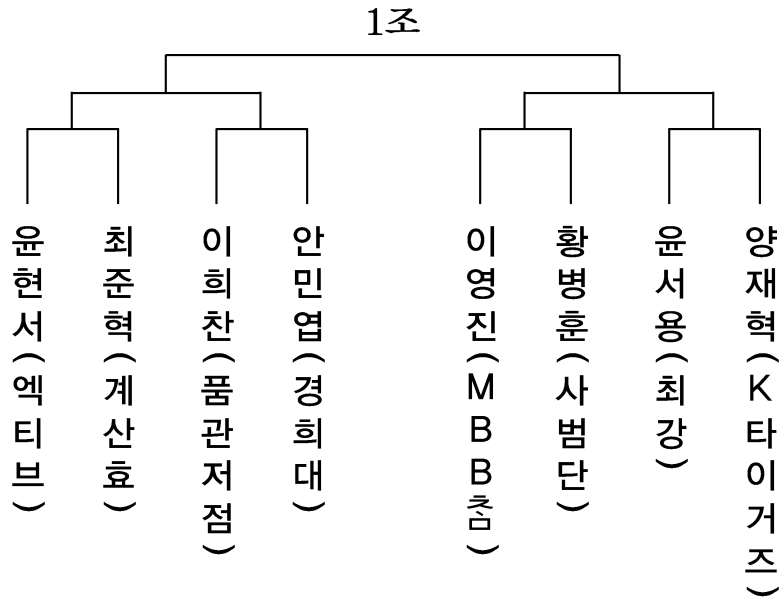 1조
윤현서(엑티브)
최준혁(계산효)
이희찬(품관저점)
안민엽(경희대)
이영진(MBB촘)
황병훈(사범단)
윤서용(최강)
양재혁(K타이거즈)